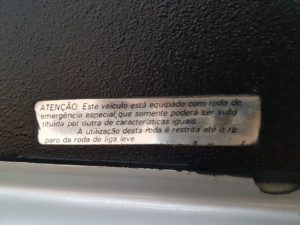 ATENÇÃO: Este veículo está equipado com roda de
emergência especial, que somente poderá ser subs
tituída por outra de características iguais.
A utilização desta roda é restrita até o re
paro da roda de liga leve.